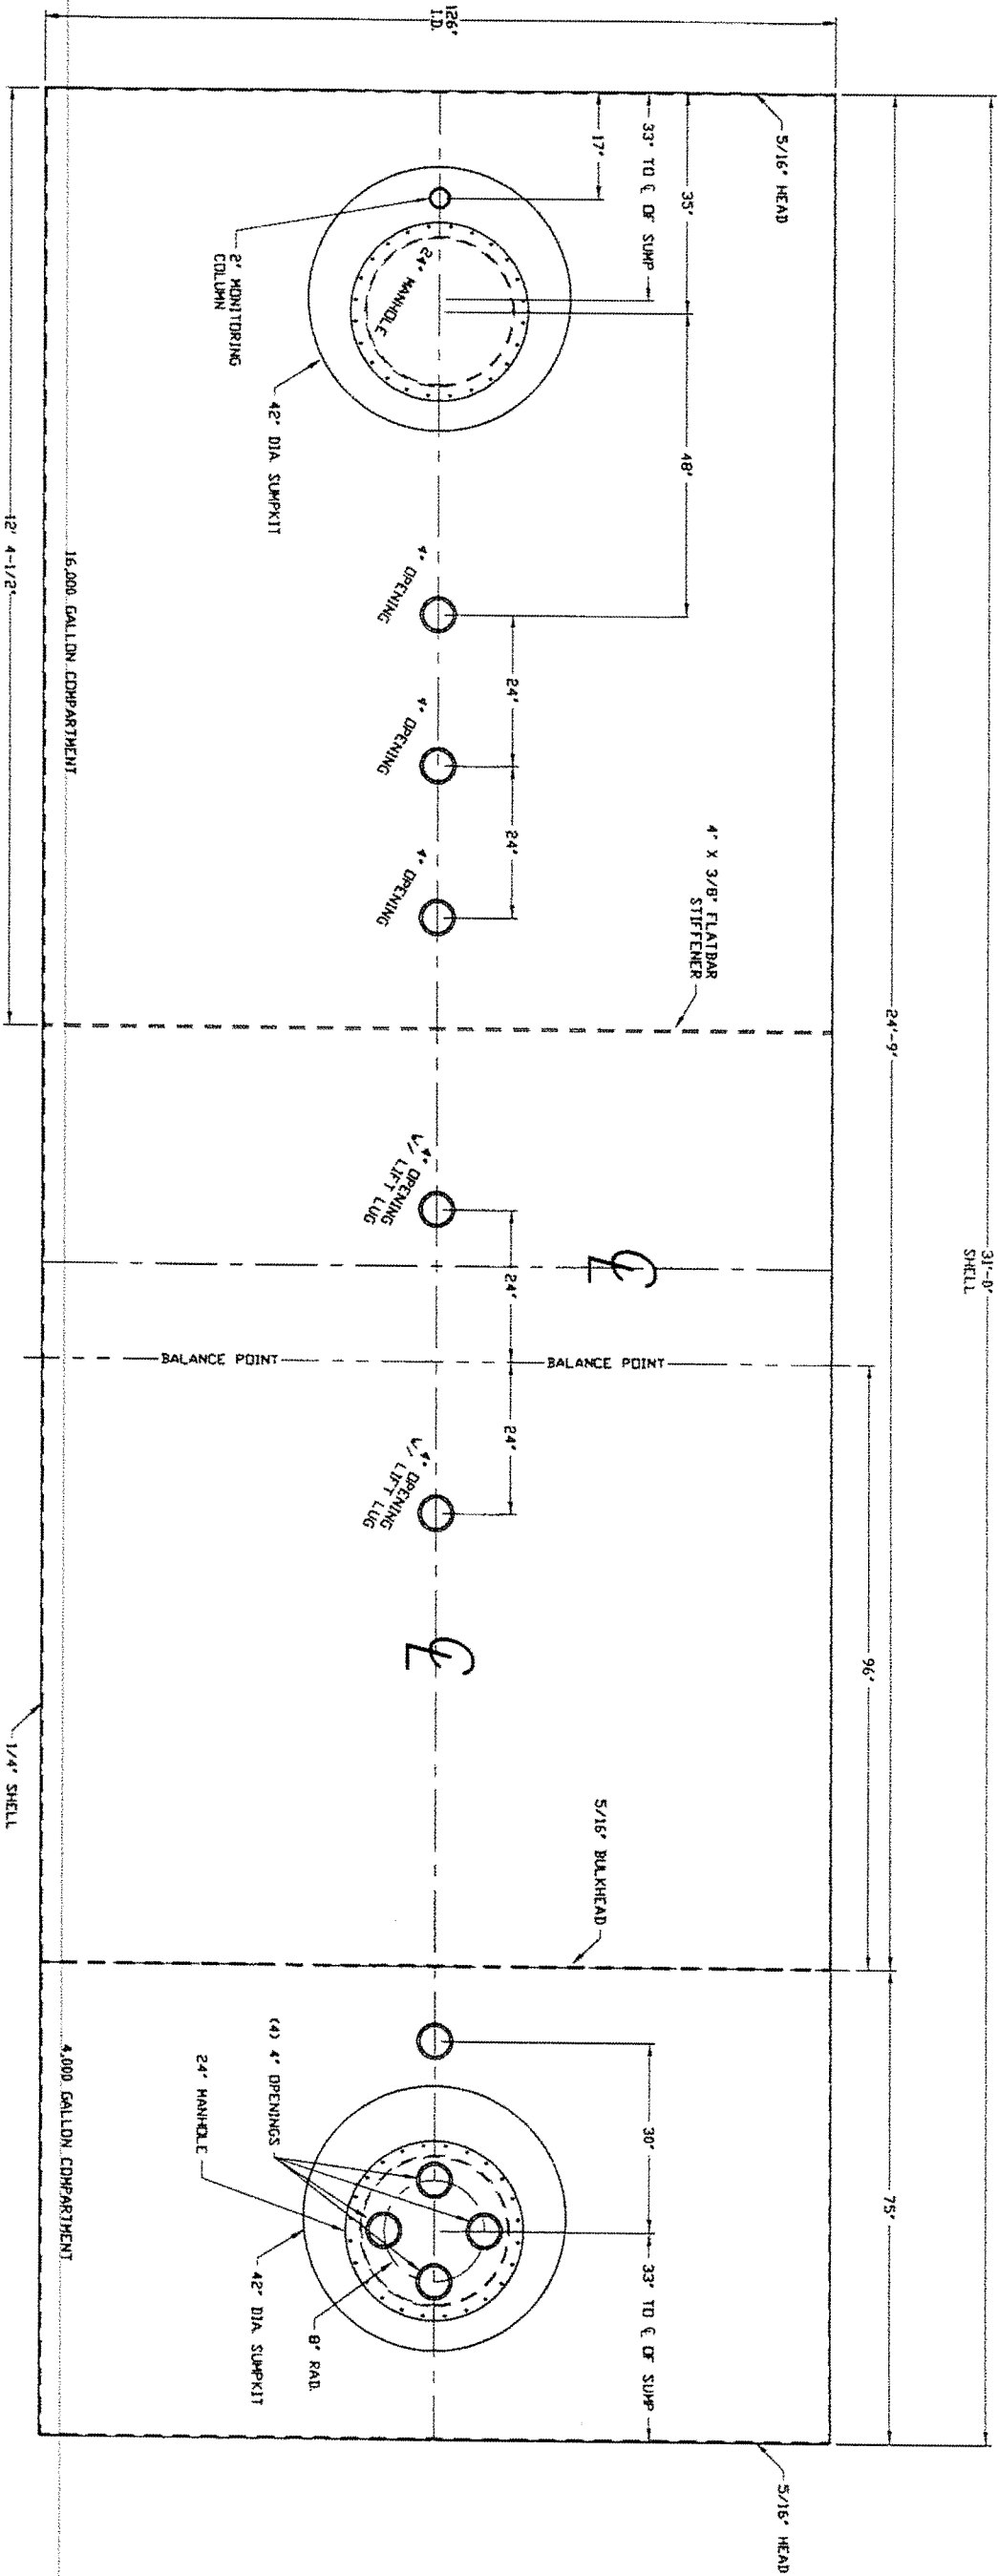 31'-0"
SHELL
24'-9"
75"
96"
5/16" HEAD
5/16" HEAD
35"
33" TO ℄ OF SUMP
17"
48"
126"
I.D.
24" MANHOLE
2" MONITORING
COLUMN
42" DIA. SUMPKIT
4" OPENING
4" OPENING
4" OPENING
24"
24"
4" X 3/8" FLATBAR
STIFFENER
4" OPENING
W/ LIFT LUG
24"
24"
℄
BALANCE POINT
BALANCE POINT
4" OPENING
W/ LIFT LUG
℄
5/16" BULKHEAD
30"
33" TO ℄ OF SUMP
(4) 4" OPENINGS
24" MANHOLE
8" RAD.
42" DIA. SUMPKIT
16,000 GALLON COMPARTMENT
4,000 GALLON COMPARTMENT
12' 4-1/2"
1/4" SHELL